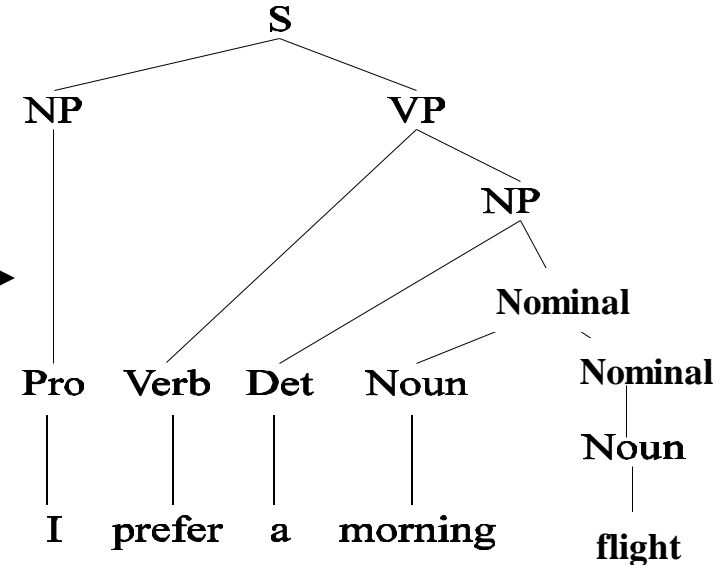 S
NP VP
NP
Nominal
Nominal
Pro Verb Det Noun
Noun
I prefer a morning
flight